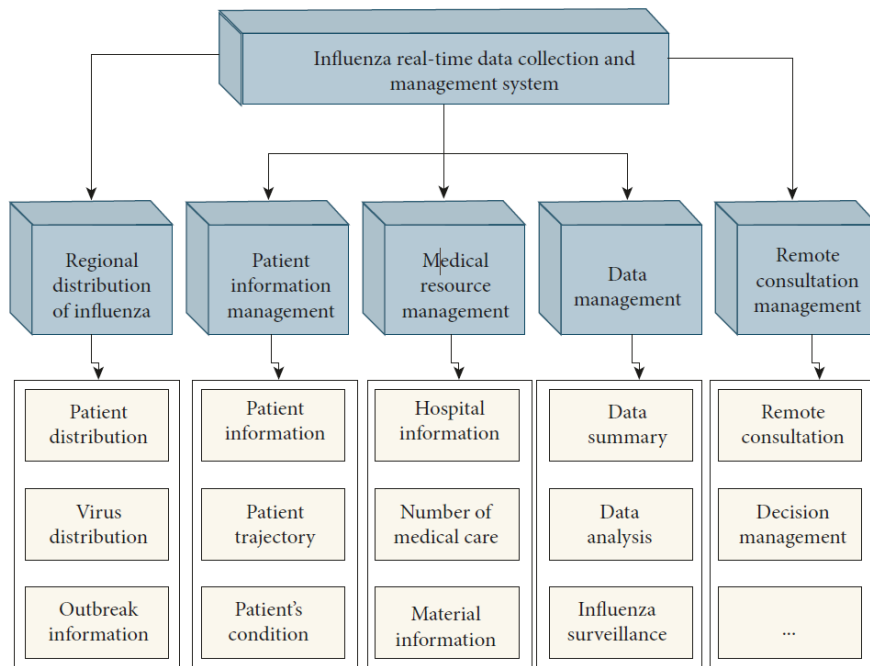 Influenza real-time data collection and
management system
Regional
distribution
of influenza
Patient
information
management
Medical
resource
management
Data
management
Remote
consultation
management
Patient
distribution
Virus
distribution
Outbreak
information
Patient
information
Patient
trajectory
Patient's
condition
Hospital
information
Number of
medical care
Material
information
Data
summary
Data
analysis
Influenza
surveillance
Remote
consultation
Decision
management
...